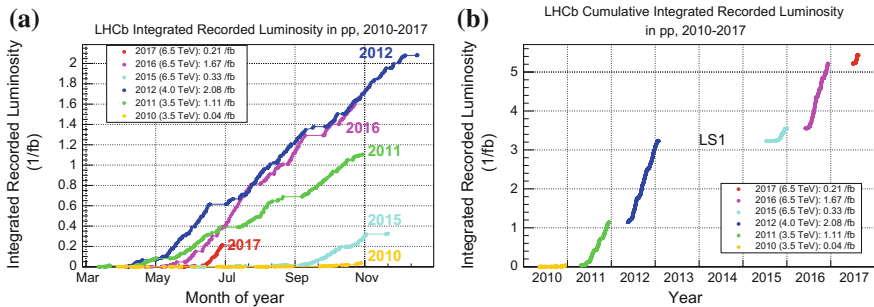 (a)
LHCb Integrated Recorded Luminosity in pp, 2010-2017
Integrated Recorded Luminosity
(1/fb)
2
1.8
1.6
1.4
1.2
1
0.8
0.6
0.4
0.2
0
2017 (6.5 TeV): 0.21 /fb
2016 (6.5 TeV): 1.67 /fb
2015 (6.5 TeV): 0.33 /fb
2012 (4.0 TeV): 2.08 /fb
2011 (3.5 TeV): 1.11 /fb
2010 (3.5 TeV): 0.04 /fb
2012
2016
2011
2015
2017
2010
Mar May Jul Sep Nov
Month of year
(b)
LHCb Cumulative Integrated Recorded Luminosity
in pp, 2010-2017
Integrated Recorded Luminosity
(1/fb)
5
4
3
2
1
0
LS1
2017 (6.5 TeV): 0.21 /fb
2016 (6.5 TeV): 1.67 /fb
2015 (6.5 TeV): 0.33 /fb
2012 (4.0 TeV): 2.08 /fb
2011 (3.5 TeV): 1.11 /fb
2010 (3.5 TeV): 0.04 /fb
2010 2011 2012 2013 2014 2015 2016 2017
Year